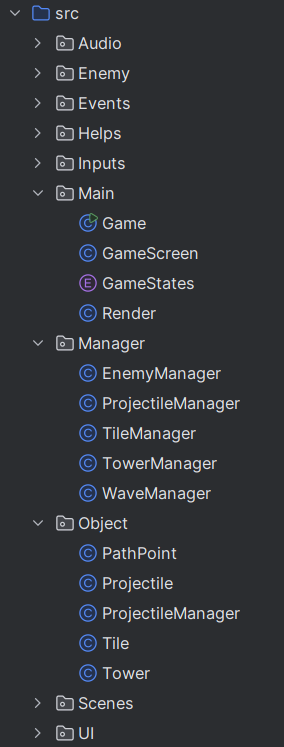 src
Audio
Enemy
Events
Helps
Inputs
Main
Game
GameScreen
GameStates
Render
Manager
EnemyManager
ProjectileManager
TileManager
TowerManager
WaveManager
Object
PathPoint
Projectile
ProjectileManager
Tile
Tower
Scenes
UI